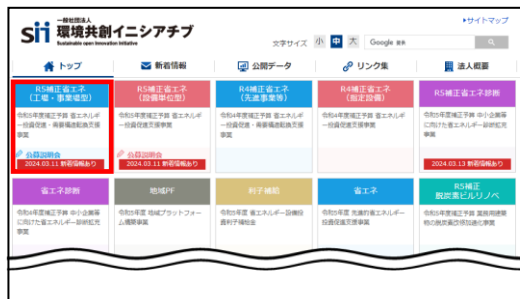 一般社団法人
sii 環境共創イニシアチブ
Sustainable open Innovation Initiative
サイトマップ
文字サイズ 小 中 大 Google 検索
トップ 新着情報 公開データ リンク集 法人概要
R5補正省エネ
(工場・事業場型)
令和5年度補正予算 省エネルギ
ー投資促進・需要構造転換支援
事業
公募説明会
2024.03.11 新着情報あり
R5補正省エネ
(設備単位型)
令和5年度補正予算 省エネルギ
ー投資促進支援事業
公募説明会
2024.03.11 新着情報あり
R4補正省エネ
(先進事業等)
令和4年度補正予算 省エネルギ
ー投資促進・需要構造転換支援
事業
R4補正省エネ
(指定設備)
令和4年度補正予算 省エネルギ
ー投資促進支援事業
R5補正省エネ診断
令和5年度補正予算 中小企業等
に向けた省エネルギー診断拡充
事業
2024.03.13 新着情報あり
省エネ診断
令和4年度補正予算 中小企業等
に向けた省エネルギー診断拡充
事業
地域PF
令和5年度 地域プラットフォー
ム構築事業
利子補給
令和5年度 省エネルギー設備投
資利子補給金
省エネ
令和5年度 先進的省エネルギー
投資促進支援事業
R5補正
脱炭素ビルリノベ
令和5年度補正予算 業務用建築
物の脱炭素改修加速化事業